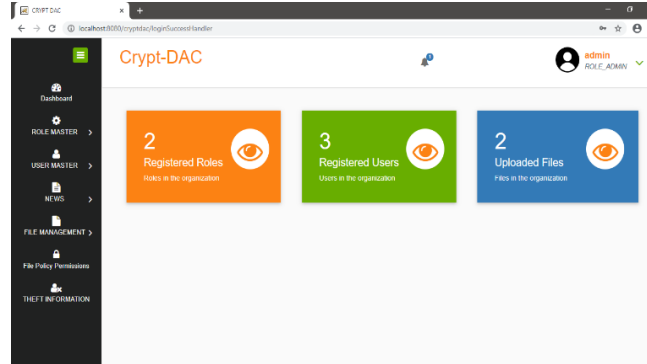 CRYPT DAC
localhost:8080/cryptdac/loginSuccessHandler
Crypt-DAC
admin
ROLE_ADMIN
Dashboard
ROLE MASTER
USER MASTER
NEWS
FILE MANAGEMENT
File Policy Permissions
THEFT INFORMATION
2
Registered Roles
Roles in the organization
3
Registered Users
Users in the organization
2
Uploaded Files
Files in the organization